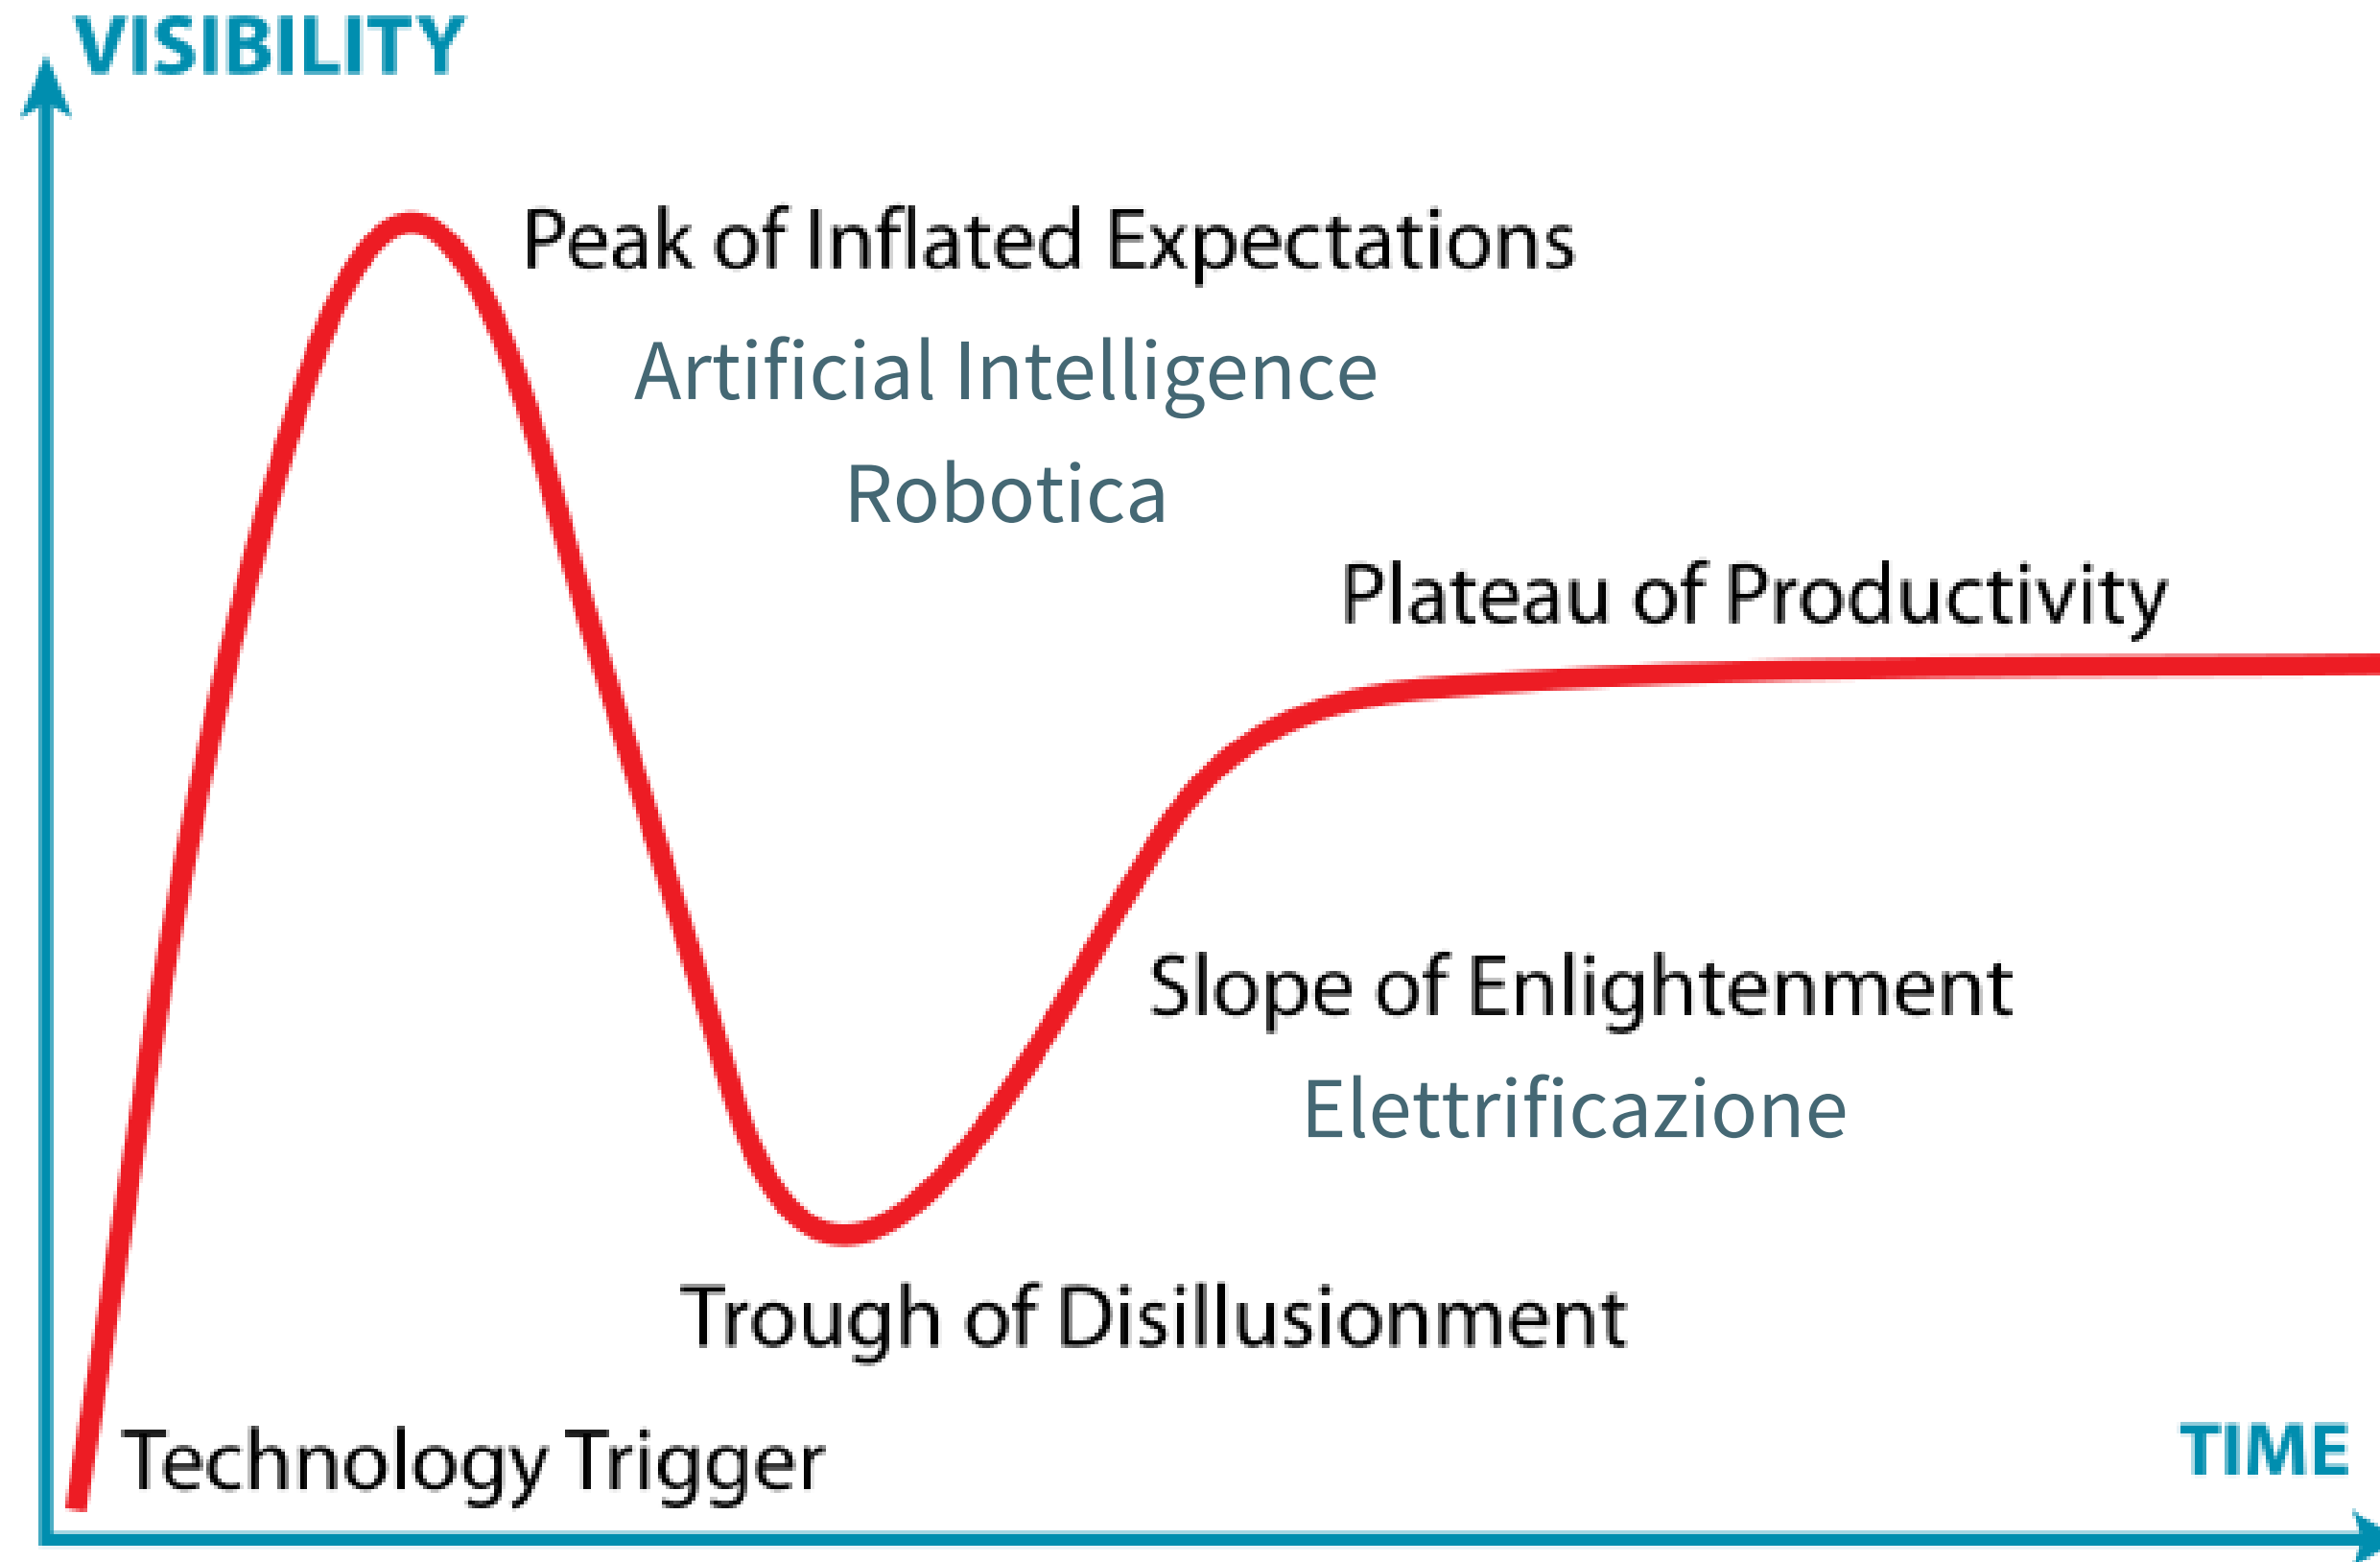 VISIBILITY
Peak of Inflated Expectations
Artificial Intelligence
Robotica
Plateau of Productivity
Slope of Enlightenment
Elettrificazione
Trough of Disillusionment
Technology Trigger
TIME